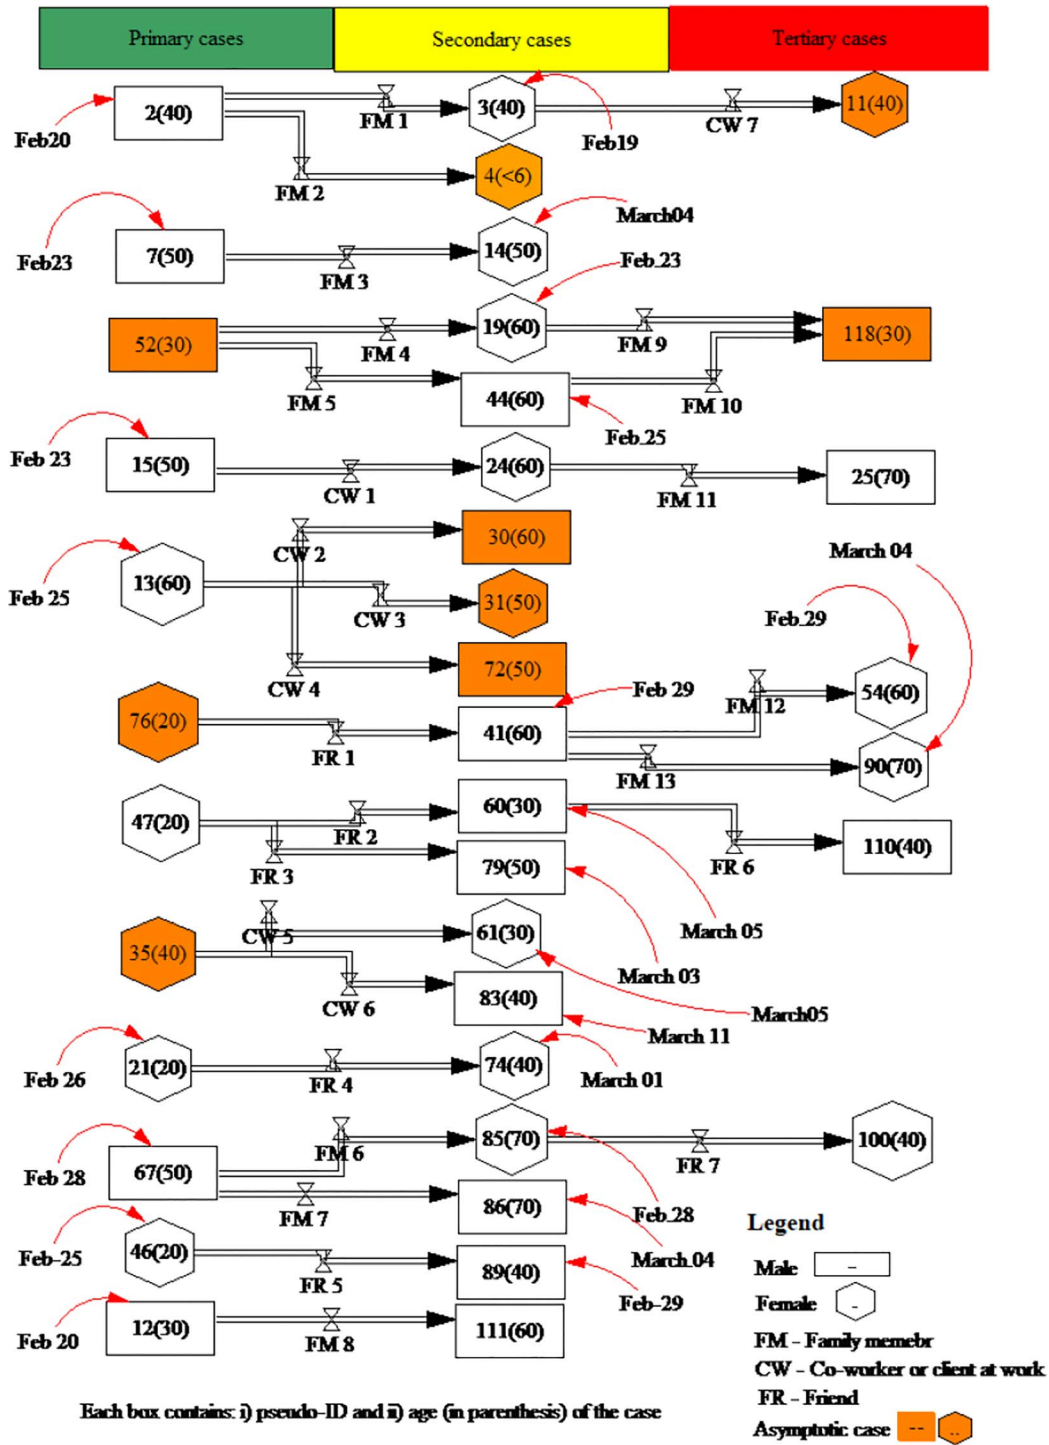 Primary cases Secondary cases Tertiary cases
2(40) FM 1 3(40) CW 7 11(40)
Feb20 Feb19
FM 2 4(<6)
March04
Feb23 7(50) FM 3 14(50)
Feb.23
52(30) FM 4 19(60) FM 9 118(30)
FM 5 44(60) FM 10
Feb.25
Feb 23 15(50) CW 1 24(60) FM 11 25(70)
CW 2 30(60)
March 04
Feb 25 13(60) CW 3 31(50)
Feb.29
CW 4 72(50)
Feb 29 FM 12 54(60)
76(20) FR 1 41(60)
FM 13 90(70)
47(20) FR 2 60(30)
FR 3 79(50) FR 6 110(40)
March 05
CW 5 61(30)
35(40)
March 03
CW 6 83(40)
March05
March 11
Feb 26 21(20) FR 4 74(40)
March 01
FM 6 85(70) FR 7 100(40)
Feb 28 67(50)
FM 7 86(70)
Feb.28
Feb-25 46(20)
March.04
FR 5 89(40)
Feb-29
Feb 20 12(30) FM 8 111(60)
Legend
Male -
Female -
FM - Family memebr
CW - Co-worker or client at work
FR - Friend
Asymptotic case -- ..
Each box contains: i) pseudo-ID and ii) age (in parenthesis) of the case